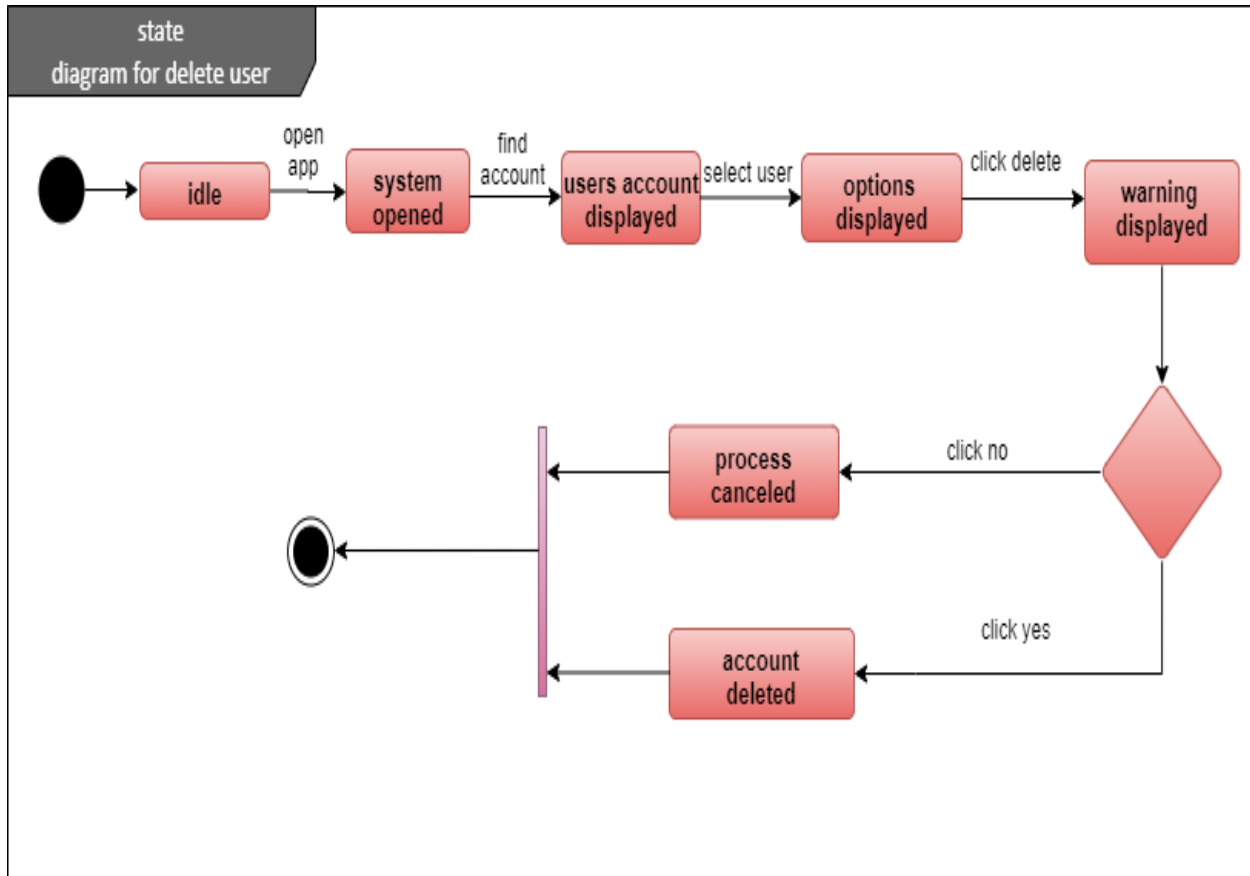 state
diagram for delete user
open
app
find
account
select user
click delete
idle
system
opened
users account
displayed
options
displayed
warning
displayed
process
canceled
click no
account
deleted
click yes